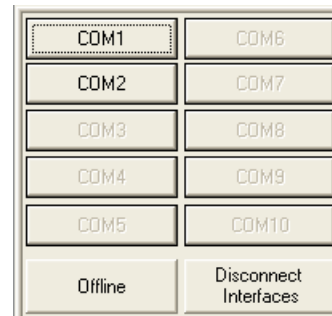 COM1 COM6
COM2 COM7
COM3 COM8
COM4 COM9
COM5 COM10
Offline Disconnect
Interfaces